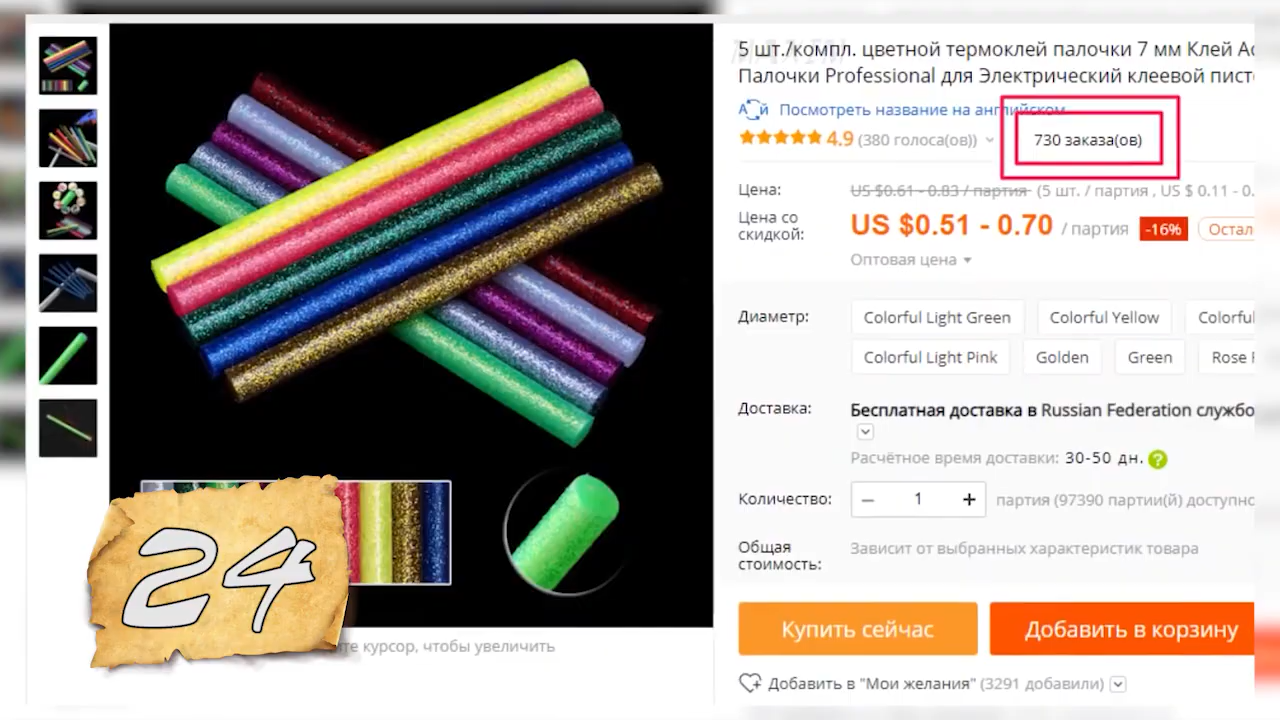 5 шт./компл. цветной термоклей палочки 7 мм Клей
Палочки Professional для Электрический клеевой
Посмотреть название на английском
4.9 (380 голоса(ов)) 730 заказа(ов)
Цена: US $0.61 - 0.83 / партия (5 шт. / партия , US $ 0.11 - 0.
Цена со
скидкой: US $0.51 - 0.70 / партия -16%
Оптовая цена
Диаметр: Colorful Light Green Colorful Yellow
Colorful Light Pink Golden Green Rose
Доставка: Бесплатная доставка в Russian Federation
Расчётное время доставки: 30-50 дн. ?
Количество: − 1 + партия (97390 партии(й)
Общая
стоимость: Зависит от выбранных характеристик товара
24
Купить сейчас Добавить в корзину
курсор, чтобы увеличить
Добавить в "Мои желания" (3291 добавили)